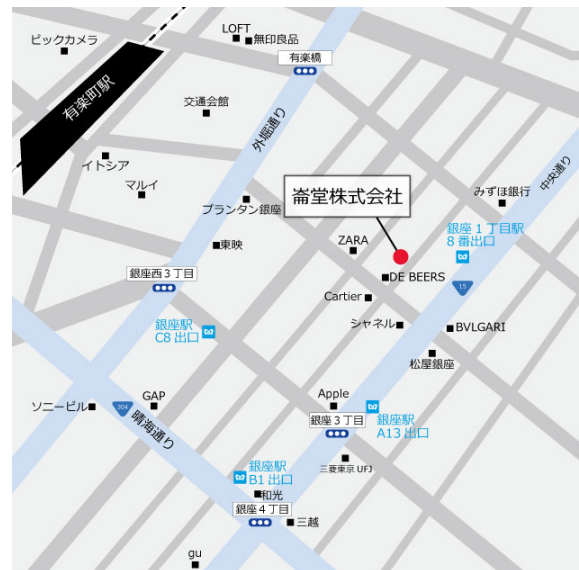 LOFT
ビックカメラ
無印良品
有楽橋
有楽町駅
交通会館
外堀通り
イトシア
マルイ
プランタン銀座
崙堂株式会社
みずほ銀行
中央通り
東映
ZARA
銀座1丁目駅
8番出口
銀座西3丁目
DE BEERS
15
Cartier
シャネル
BVLGARI
銀座駅
C8 出口
松屋銀座
ソニービル
304
GAP
晴海通り
Apple
銀座3丁目
銀座駅
A13 出口
三菱東京 UFJ
銀座駅
B1 出口
和光
銀座4丁目
三越
gu